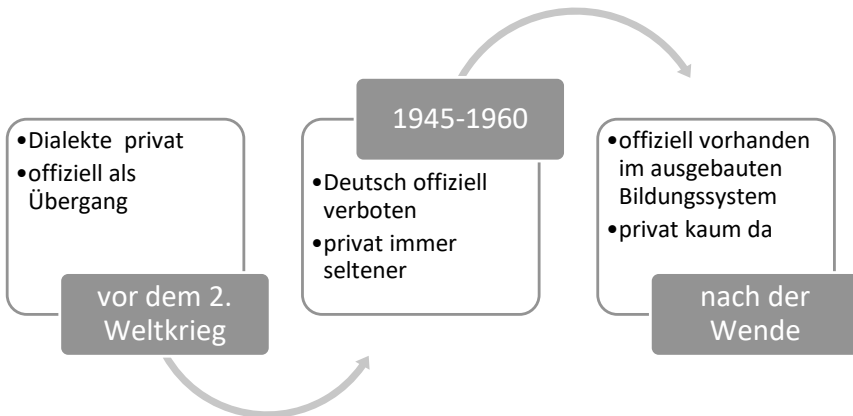 •Dialekte privat
•offiziell als
Übergang
vor dem 2.
Weltkrieg
1945-1960
•Deutsch offiziell
verboten
•privat immer
seltener
•offiziell vorhanden
im ausgebauten
Bildungssystem
•privat kaum da
nach der
Wende